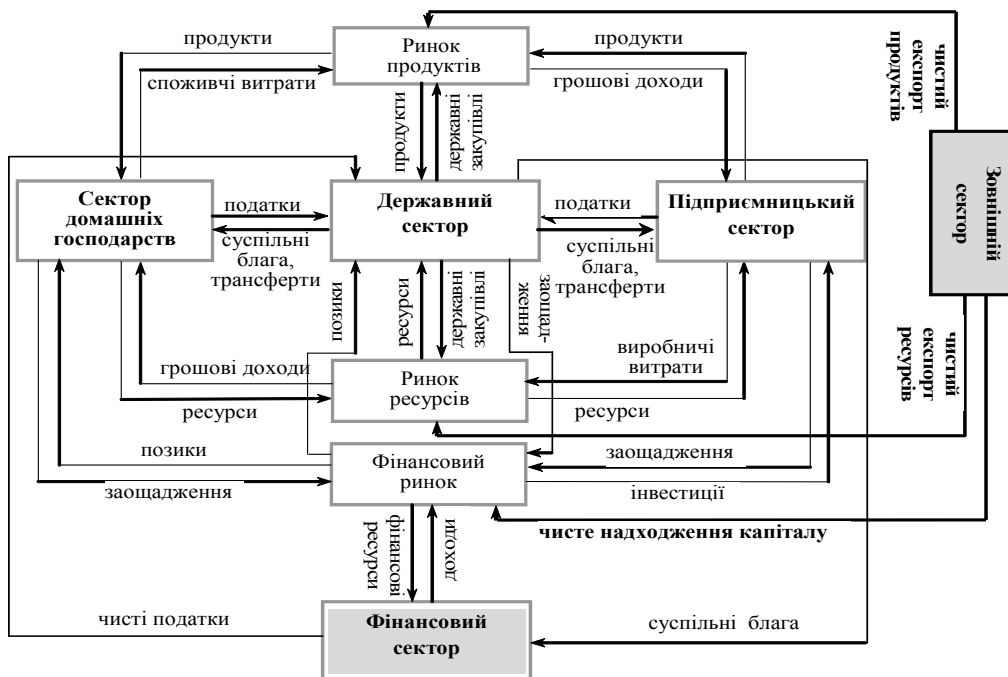 продукти
Ринок
продуктів
продукти
споживчі витрати
грошові доходи
чистий
експорт
продуктів
продукти
державні
закупівлі
Зовнішній
сектор
Сектор
домашніх
господарств
податки
суспільні
блага,
трансферти
Державний
сектор
податки
суспільні
блага,
трансферти
Підприємницький
сектор
позики
ресурси
державні
закупівлі
заощад-
ження
чистий
експорт
ресурсів
грошові доходи
ресурси
Ринок
ресурсів
виробничі
витрати
ресурси
позики
заощадження
Фінансовий
ринок
заощадження
інвестиції
чисте надходження капіталу
фінансові
ресурси
доходи
чисті податки
Фінансовий
сектор
суспільні блага